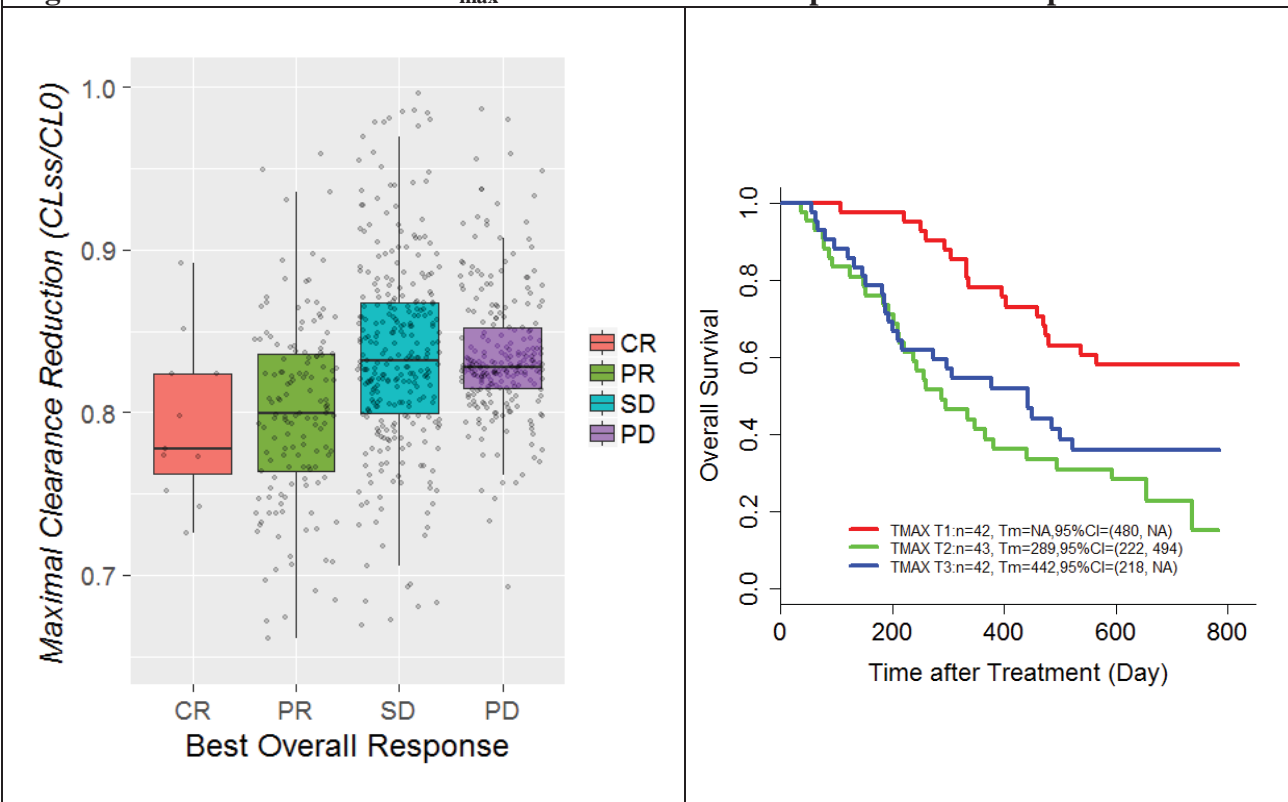 max
Maximal Clearance Reduction (CLss/CL0)
1.0
0.9
0.8
0.7
CR
PR
SD
PD
Best Overall Response
CR
PR
SD
PD
Overall Survival
1.0
0.8
0.6
0.4
0.2
0.0
TMAX T1:n=42, Tm=NA,95%CI=(480, NA)
TMAX T2:n=43, Tm=289,95%CI=(222, 494)
TMAX T3:n=42, Tm=442,95%CI=(218, NA)
0
200
400
600
800
Time after Treatment (Day)